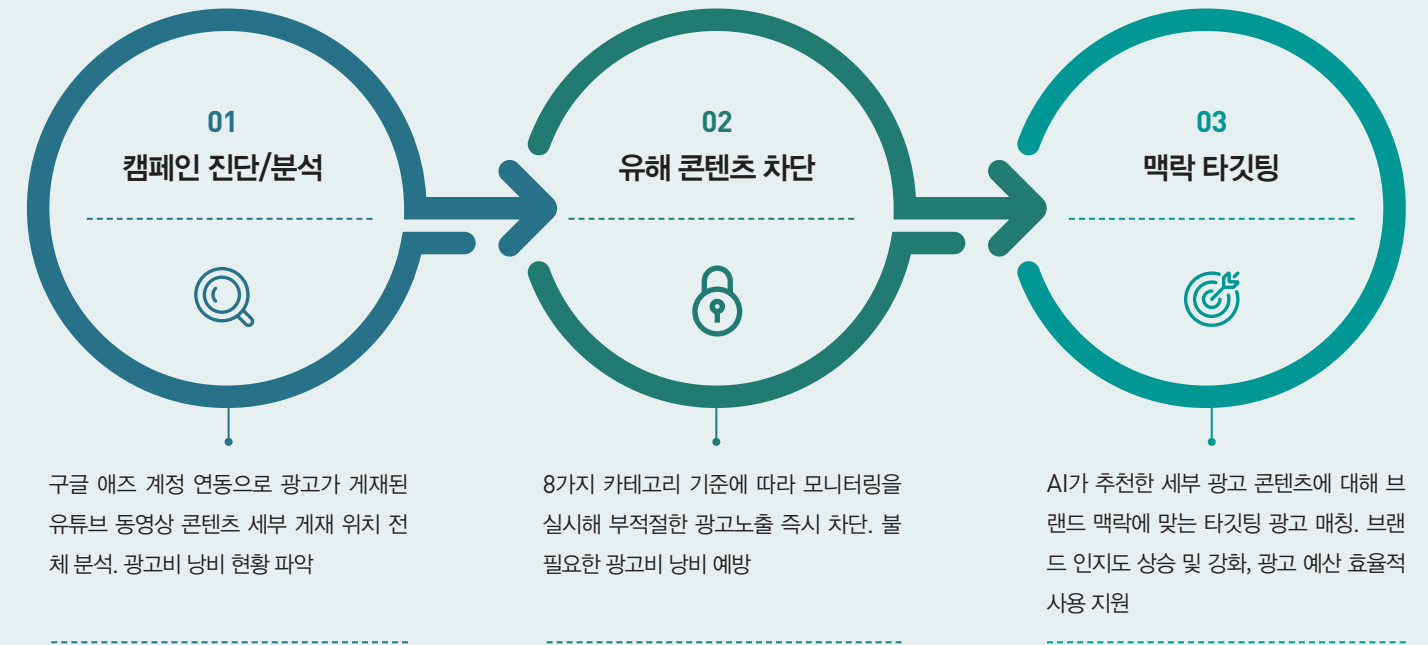 01
캠페인 진단/분석
구글 애즈 계정 연동으로 광고가 게재된
유튜브 동영상 콘텐츠 세부 게재 위치 전
체 분석. 광고비 낭비 현황 파악
02
유해 콘텐츠 차단
8가지 카테고리 기준에 따라 모니터링을
실시해 부적절한 광고노출 즉시 차단. 불
필요한 광고비 낭비 예방
03
맥락 타깃팅
AI가 추천한 세부 광고 콘텐츠에 대해 브
랜드 맥락에 맞는 타깃팅 광고 매칭. 브랜
드 인지도 상승 및 강화, 광고 예산 효율적
사용 지원